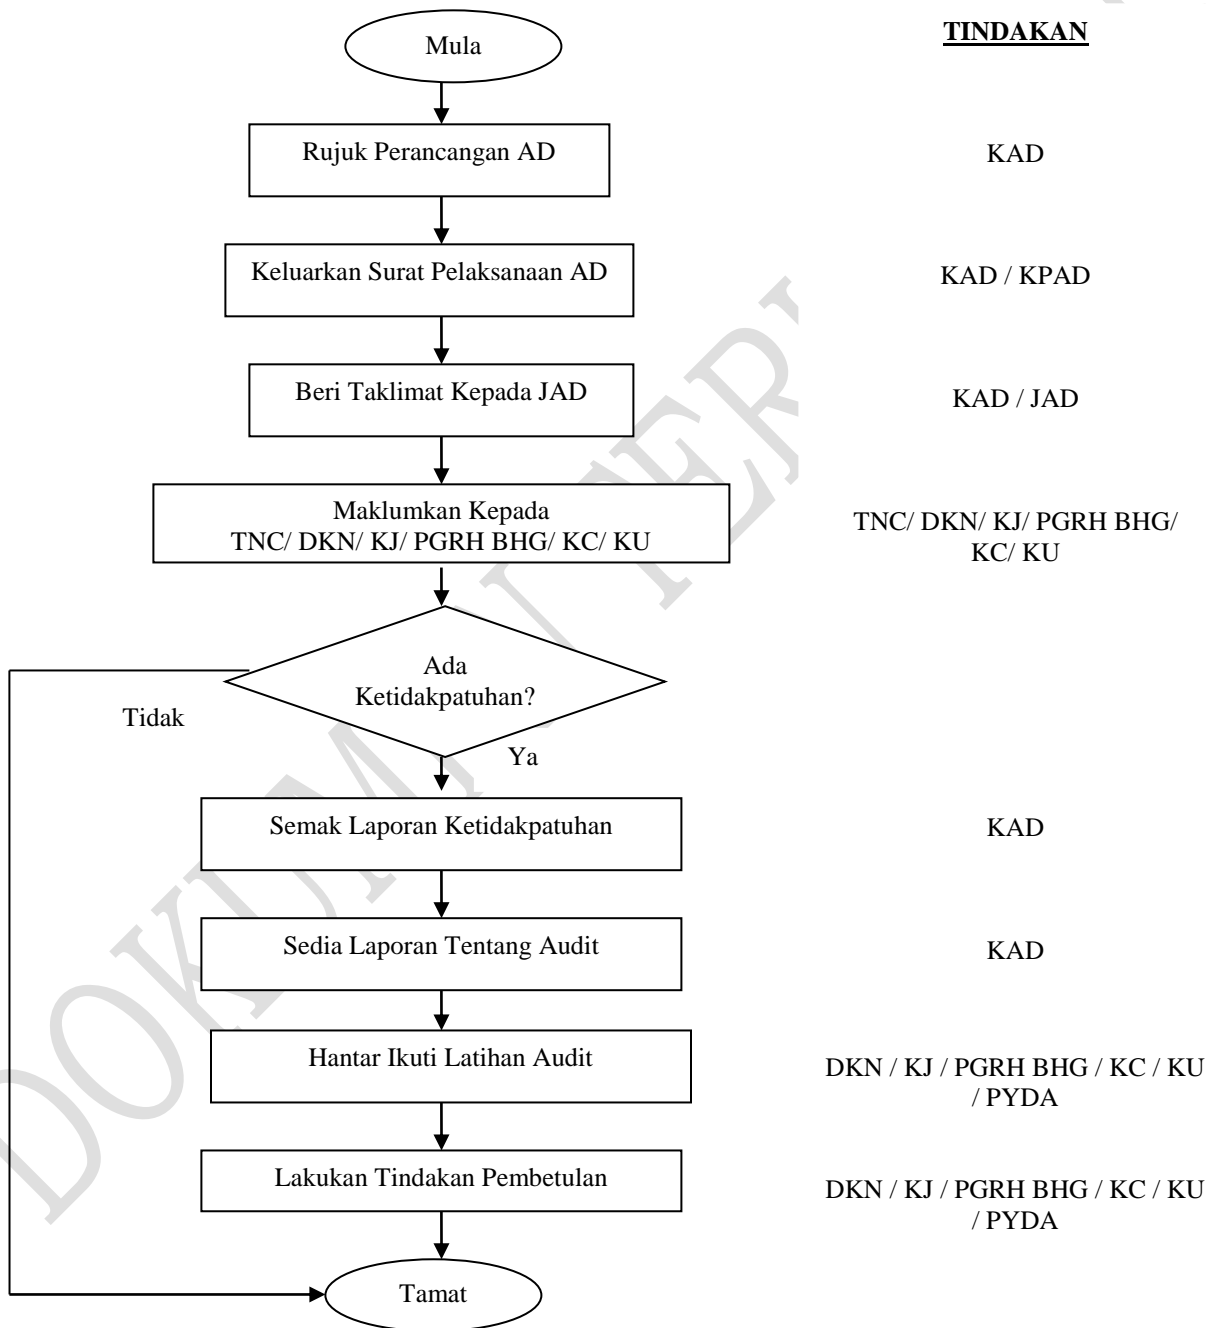 TINDAKAN
Mula
Rujuk Perancangan AD
KAD
Keluarkan Surat Pelaksanaan AD
KAD / KPAD
Beri Taklimat Kepada JAD
KAD / JAD
Maklumkan Kepada
TNC/ DKN/ KJ/ PGRH BHG/ KC/ KU
TNC/ DKN/ KJ/ PGRH BHG/
KC/ KU
Ada
Ketidakpatuhan?
Tidak
Ya
Semak Laporan Ketidakpatuhan
KAD
Sedia Laporan Tentang Audit
KAD
Hantar Ikuti Latihan Audit
DKN / KJ / PGRH BHG / KC / KU
/ PYDA
Lakukan Tindakan Pembetulan
DKN / KJ / PGRH BHG / KC / KU
/ PYDA
Tamat